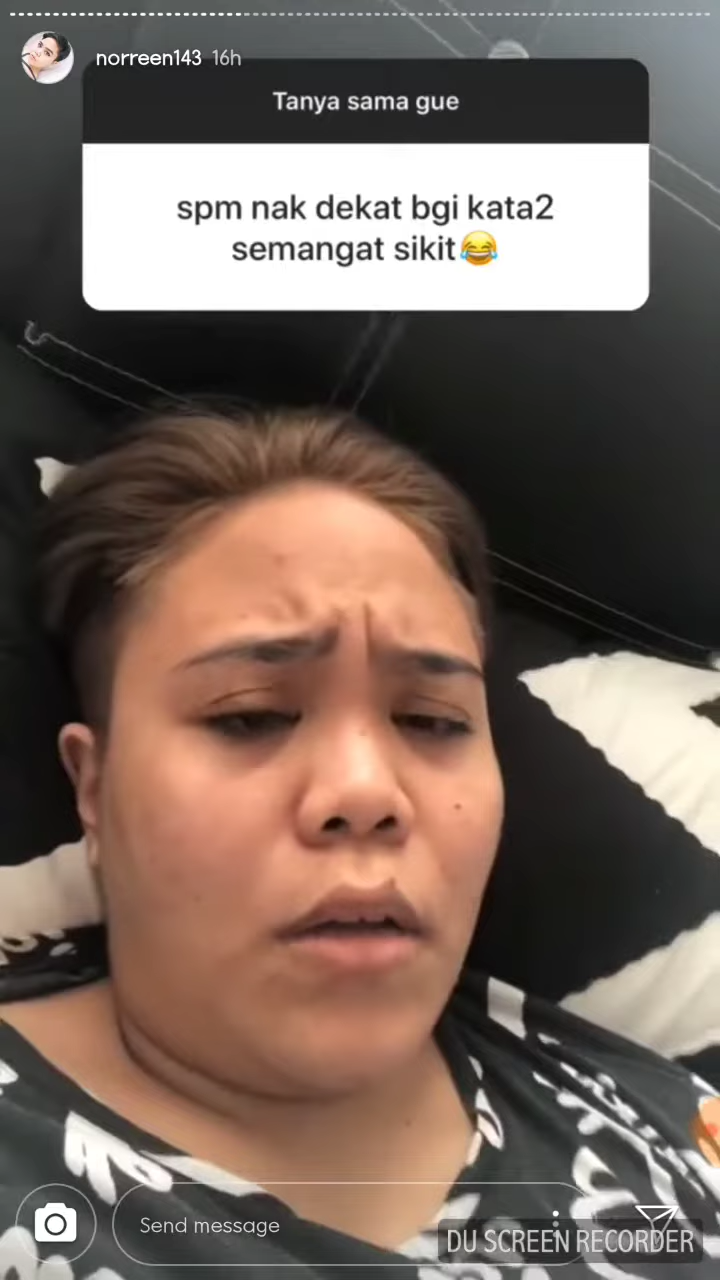 norreen143 16h
Tanya sama gue
spm nak dekat bgi kata2
semangat sikit😂
Send message
DU SCREEN RECORDER